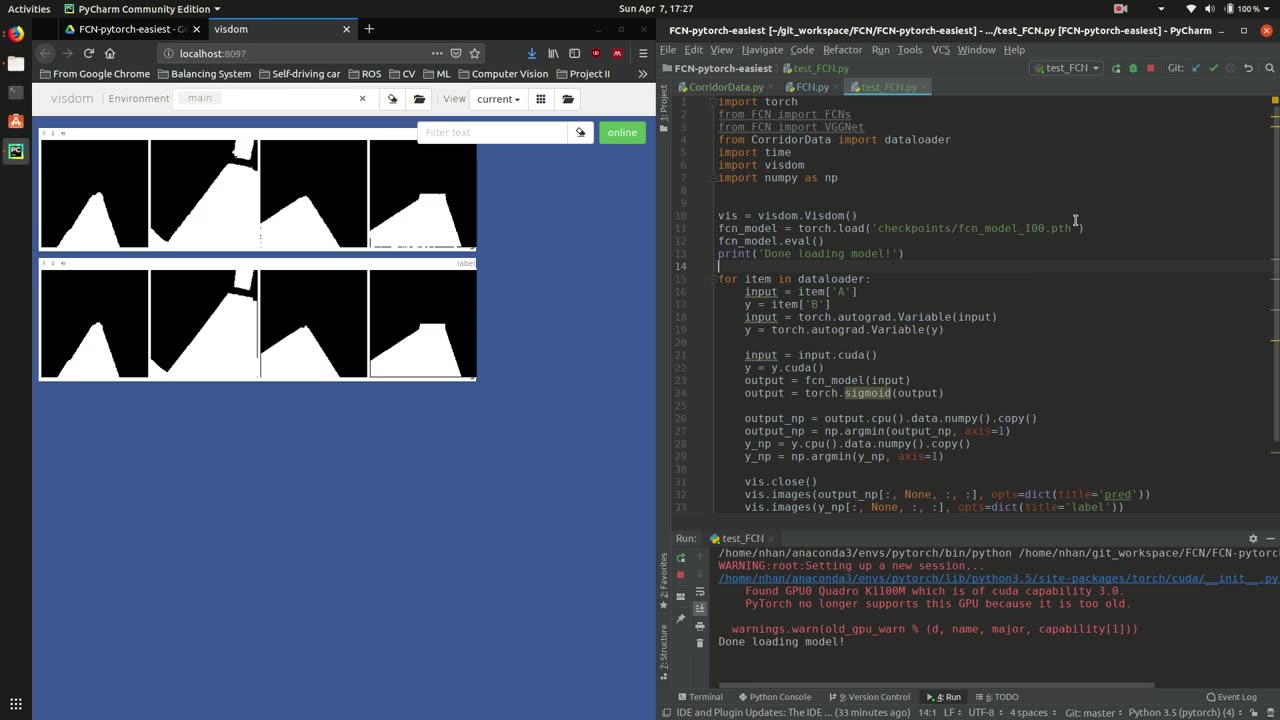 Activities
PyCharm Community Edition
Sun Apr 7, 17:27
100 %
FCN-pytorch-easiest - Go
visdom
localhost:8097
From Google Chrome
Balancing System
Self-driving car
ROS
CV
ML
Computer Vision
Project II
visdom
Environment
main
View
current
Filter text
online
label
FCN-pytorch-easiest [~/git_workspace/FCN/FCN-pytorch-easiest] - .../test_FCN.py [FCN-pytorch-easiest] - PyCharm
File Edit View Navigate Code Refactor Run Tools VCS Window Help
FCN-pytorch-easiest
test_FCN.py
test_FCN
Git:
CorridorData.py
FCN.py
test_FCN.py
1: Project
1 import torch
2 from FCN import FCNs
3 from FCN import VGGNet
4 from CorridorData import dataloader
5 import time
6 import visdom
7 import numpy as np
8
9
10 vis = visdom.Visdom()
11 fcn_model = torch.load('checkpoints/fcn_model_100.pth')
12 fcn_model.eval()
13 print('Done loading model!')
14
15 for item in dataloader:
16 input = item['A']
17 y = item['B']
18 input = torch.autograd.Variable(input)
19 y = torch.autograd.Variable(y)
20
21 input = input.cuda()
22 y = y.cuda()
23 output = fcn_model(input)
24 output = torch.sigmoid(output)
25
26 output_np = output.cpu().data.numpy().copy()
27 output_np = np.argmin(output_np, axis=1)
28 y_np = y.cpu().data.numpy().copy()
29 y_np = np.argmin(y_np, axis=1)
30
31 vis.close()
32 vis.images(output_np[:, None, :, :], opts=dict(title='pred'))
33 vis.images(y_np[:, None, :, :], opts=dict(title='label'))
Run:
test_FCN
2: Favorites
7: Structure
/home/nhan/anaconda3/envs/pytorch/bin/python /home/nhan/git_workspace/FCN/FCN-pytorc
WARNING:root:Setting up a new session...
/home/nhan/anaconda3/envs/pytorch/lib/python3.5/site-packages/torch/cuda/__init__.py
Found GPU0 Quadro K1100M which is of cuda capability 3.0.
PyTorch no longer supports this GPU because it is too old.
warnings.warn(old_gpu_warn % (d, name, major, capability[1]))
Done loading model!
Terminal
Python Console
9: Version Control
4: Run
6: TODO
Event Log
IDE and Plugin Updates: The IDE ... (33 minutes ago)
14:1
LF
UTF-8
4 spaces
Git: master
Python 3.5 (pytorch) (4)